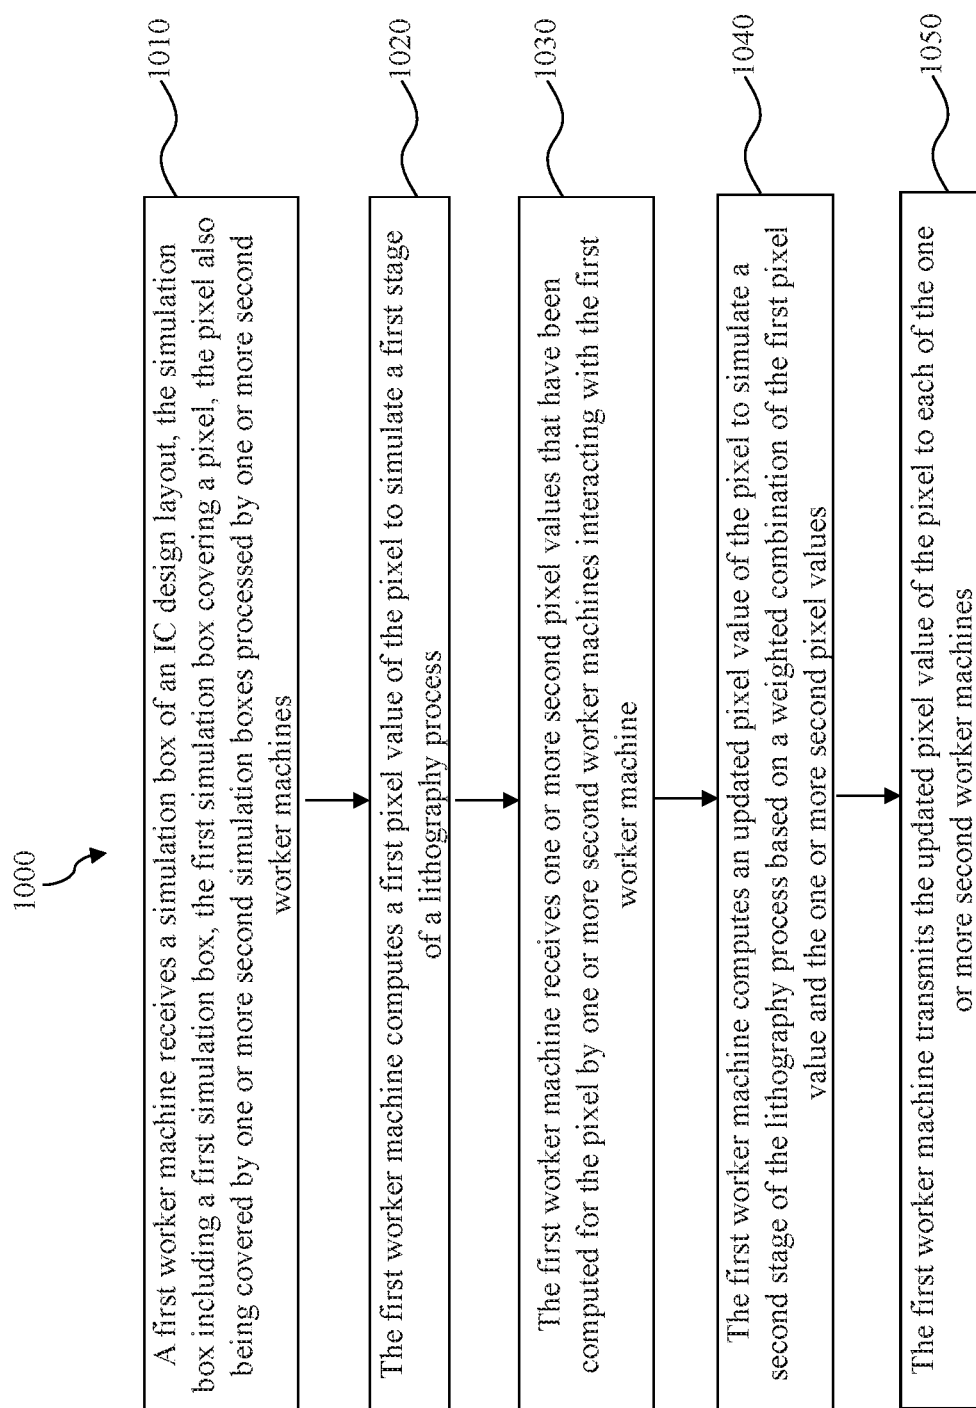 1000
A first worker machine receives a simulation box of an IC design layout, the simulation
box including a first simulation box, the first simulation box covering a pixel, the pixel also
being covered by one or more second simulation boxes processed by one or more second
worker machines
1010
The first worker machine computes a first pixel value of the pixel to simulate a first stage
of a lithography process
1020
The first worker machine receives one or more second pixel values that have been
computed for the pixel by one or more second worker machines interacting with the first
worker machine
1030
The first worker machine computes an updated pixel value of the pixel to simulate a
second stage of the lithography process based on a weighted combination of the first pixel
value and the one or more second pixel values
1040
The first worker machine transmits the updated pixel value of the pixel to each of the one
or more second worker machines
1050